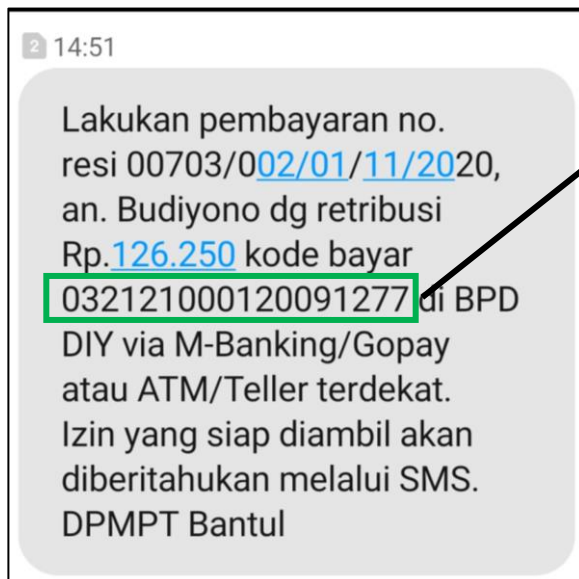 2 14:51
Lakukan pembayaran no.
resi 00703/002/01/11/2020,
an. Budiyono dg retribusi
Rp.126.250 kode bayar
032121000120091277 di BPD
DIY via M-Banking/Gopay
atau ATM/Teller terdekat.
Izin yang siap diambil akan
diberitahukan melalui SMS.
DPMPT Bantul